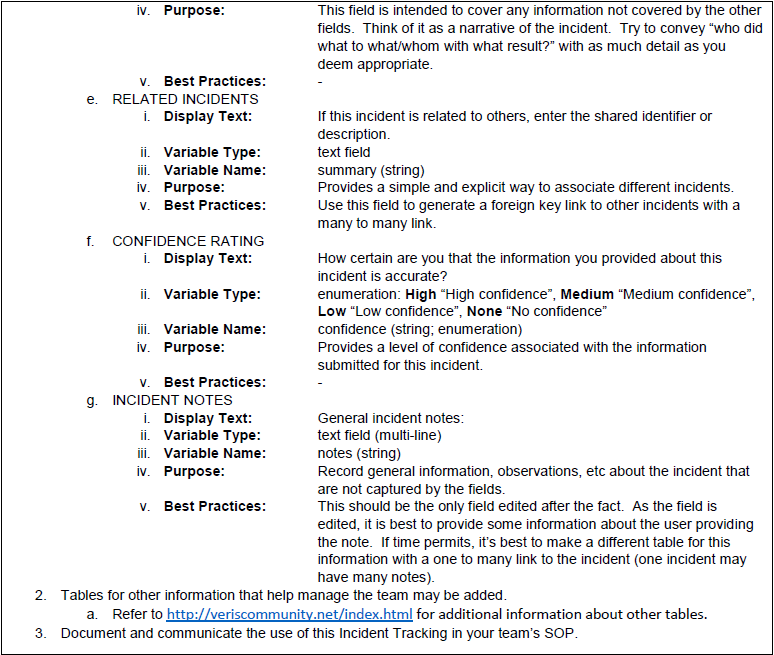 iv. Purpose: This field is intended to cover any information not covered by the other
fields.  Think of it as a narrative of the incident.  Try to convey “who did
what to what/whom with what result?” with as much detail as you
deem appropriate.
v. Best Practices: -
e. RELATED INCIDENTS
i. Display Text: If this incident is related to others, enter the shared identifier or
description.
ii. Variable Type: text field
iii. Variable Name: summary (string)
iv. Purpose: Provides a simple and explicit way to associate different incidents.
v. Best Practices: Use this field to generate a foreign key link to other incidents with a
many to many link.
f. CONFIDENCE RATING
i. Display Text: How certain are you that the information you provided about this
incident is accurate?
ii. Variable Type: enumeration: High “High confidence”, Medium “Medium confidence”,
Low “Low confidence”, None “No confidence”
iii. Variable Name: confidence (string; enumeration)
iv. Purpose: Provides a level of confidence associated with the information
submitted for this incident.
v. Best Practices: -
g. INCIDENT NOTES
i. Display Text: General incident notes:
ii. Variable Type: text field (multi-line)
iii. Variable Name: notes (string)
iv. Purpose: Record general information, observations, etc about the incident that
are not captured by the fields.
v. Best Practices: This should be the only field edited after the fact.  As the field is
edited, it is best to provide some information about the user providing
the note.  If time permits, it’s best to make a different table for this
information with a one to many link to the incident (one incident may
have many notes).
2. Tables for other information that help manage the team may be added.
a. Refer to http://veriscommunity.net/index.html for additional information about other tables.
3. Document and communicate the use of this Incident Tracking in your team’s SOP.